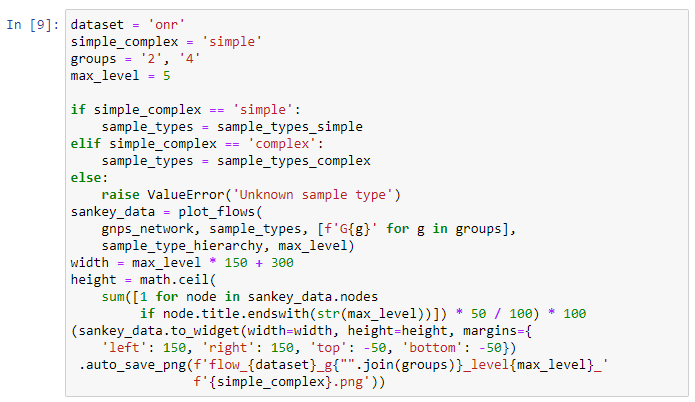 In [9]: dataset = 'onr'
simple_complex = 'simple'
groups = '2', '4'
max_level = 5

if simple_complex == 'simple':
    sample_types = sample_types_simple
elif simple_complex == 'complex':
    sample_types = sample_types_complex
else:
    raise ValueError('Unknown sample type')
sankey_data = plot_flows(
    gnps_network, sample_types, [f'G{g}' for g in groups],
    sample_type_hierarchy, max_level)
width = max_level * 150 + 300
height = math.ceil(
    sum([1 for node in sankey_data.nodes
         if node.title.endswith(str(max_level))]) * 50 / 100) * 100
(sankey_data.to_widget(width=width, height=height, margins={
    'left': 150, 'right': 150, 'top': -50, 'bottom': -50})
 .auto_save_png(f'flow_{dataset}_g{"".join(groups)}_level{max_level}_'
                f'{simple_complex}.png'))